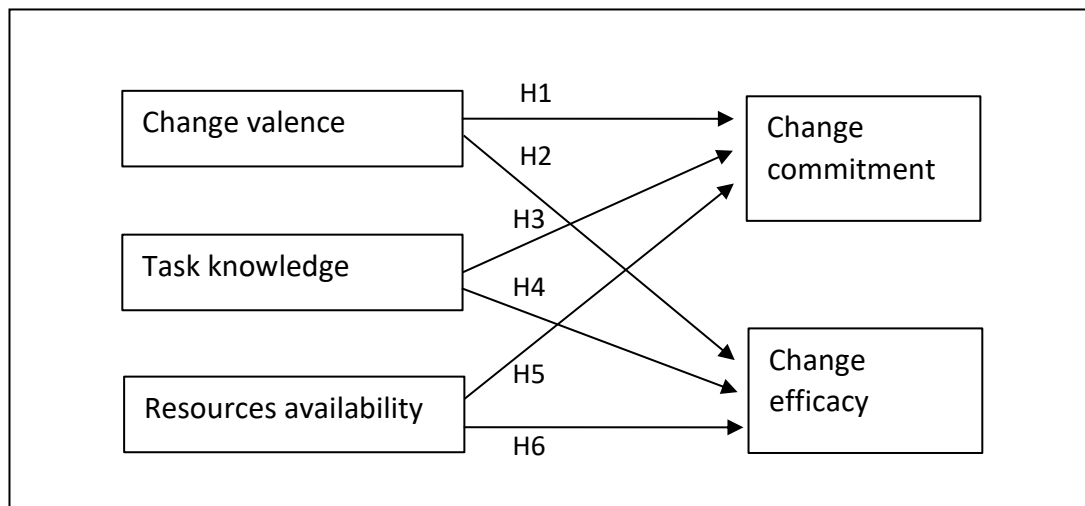 H1
Change valence
Change
commitment
H2
H3
Task knowledge
H4
Change
efficacy
H5
Resources availability
H6